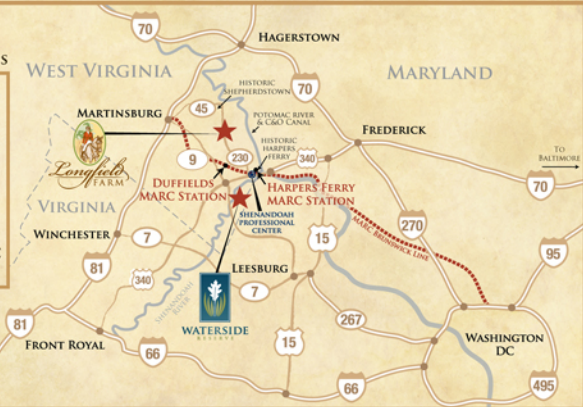 S
70
HAGERSTOWN
WEST VIRGINIA
MARYLAND
HISTORIC
SHEPHERDSTOWN
70
45
MARTINSBURG
POTOMAC RIVER
& C&O CANAL
FREDERICK
HISTORIC
HARPERS
FERRY
TO
BALTIMORE
9
230
340
Longfield
FARM
DUFFIELDS
MARC STATION
HARPERS FERRY
MARC STATION
70
VIRGINIA
SHENANDOAH
PROFESSIONAL
CENTER
MARC BRUNSWICK LINE
270
WINCHESTER
7
15
95
81
LEESBURG
340
7
SHENANDOAH
RIVER
81
WATERSIDE
RESERVE
267
FRONT ROYAL
66
15
WASHINGTON
DC
66
495